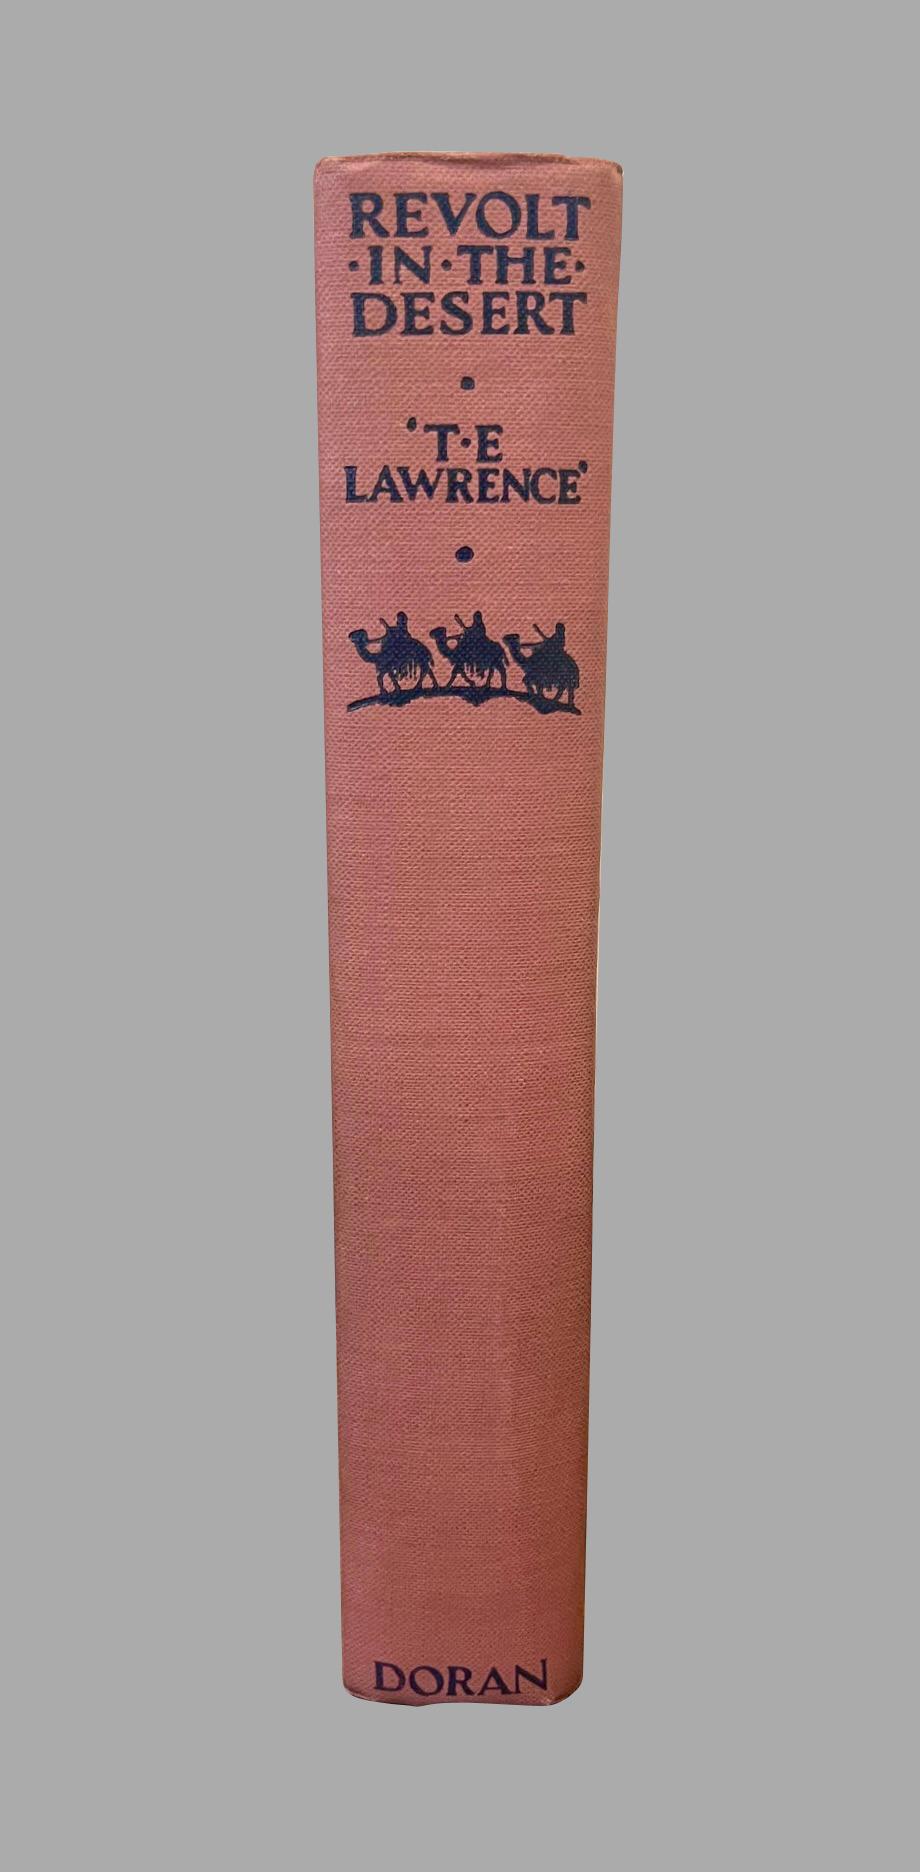 REVOLT
·IN·THE·
DESERT
•
‘T·E
LAWRENCE’
•
DORAN